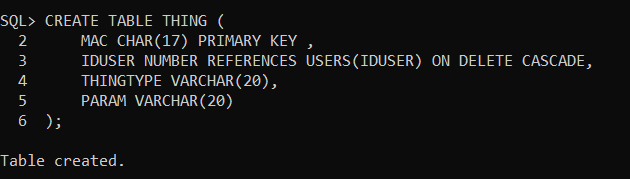 SQL> CREATE TABLE THING (
  2      MAC CHAR(17) PRIMARY KEY ,
  3      IDUSER NUMBER REFERENCES USERS(IDUSER) ON DELETE CASCADE,
  4      THINGTYPE VARCHAR(20),
  5      PARAM VARCHAR(20)
  6  );
Table created.